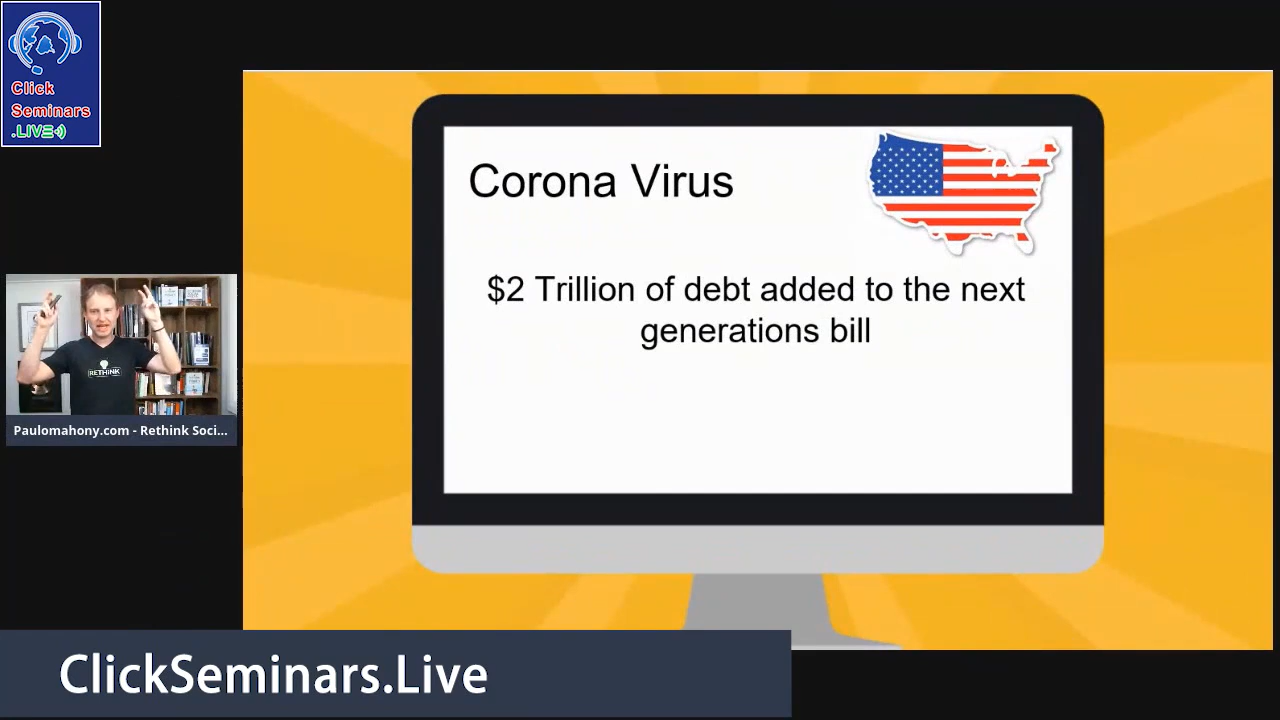 Click
Seminars
.LIVE
Corona Virus
$2 Trillion of debt added to the next
generations bill
RETHINK
Paulomahony.com - Rethink Soci...
ClickSeminars.Live